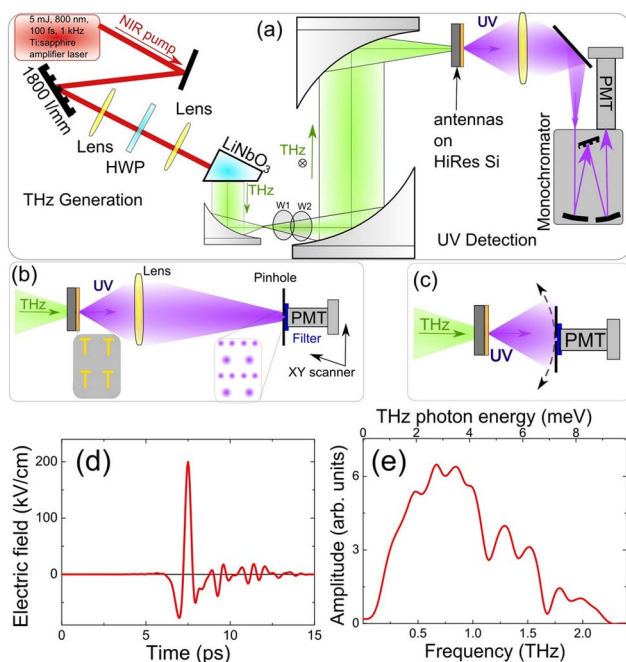 5 mJ, 800 nm,
100 fs, 1 kHz
Ti:sapphire
amplifier laser
NIR pump
1800 l/mm
Lens
Lens
HWP
LiNbO3
THz
THz Generation
(a)
THz
⊗
W1 W2
UV
antennas
on
HiRes Si
PMT
Monochromator
UV Detection
(b)
THz
UV
Lens
Pinhole
PMT
Filter
XY scanner
(c)
THz
UV
PMT
(d)
Electric field (kV/cm)
200
100
0
0 5 10 15
Time (ps)
THz photon energy (meV)
0 2 4 6 8
(e)
Amplitude (arb. units)
6
3
0
0.5 1.0 1.5 2.0
Frequency (THz)